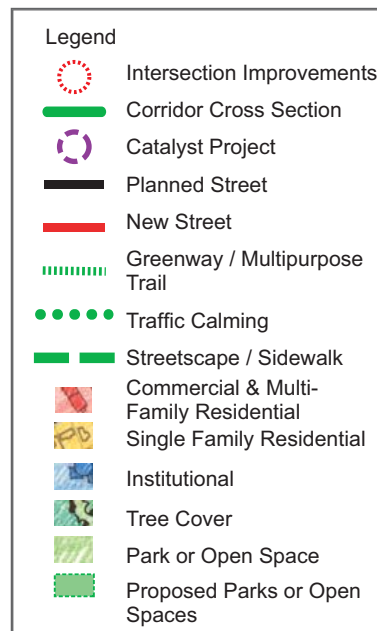 Legend
Intersection Improvements
Corridor Cross Section
Catalyst Project
Planned Street
New Street
Greenway / Multipurpose
Trail
Traffic Calming
Streetscape / Sidewalk
Commercial & Multi-
Family Residential
Single Family Residential
Institutional
Tree Cover
Park or Open Space
Proposed Parks or Open
Spaces